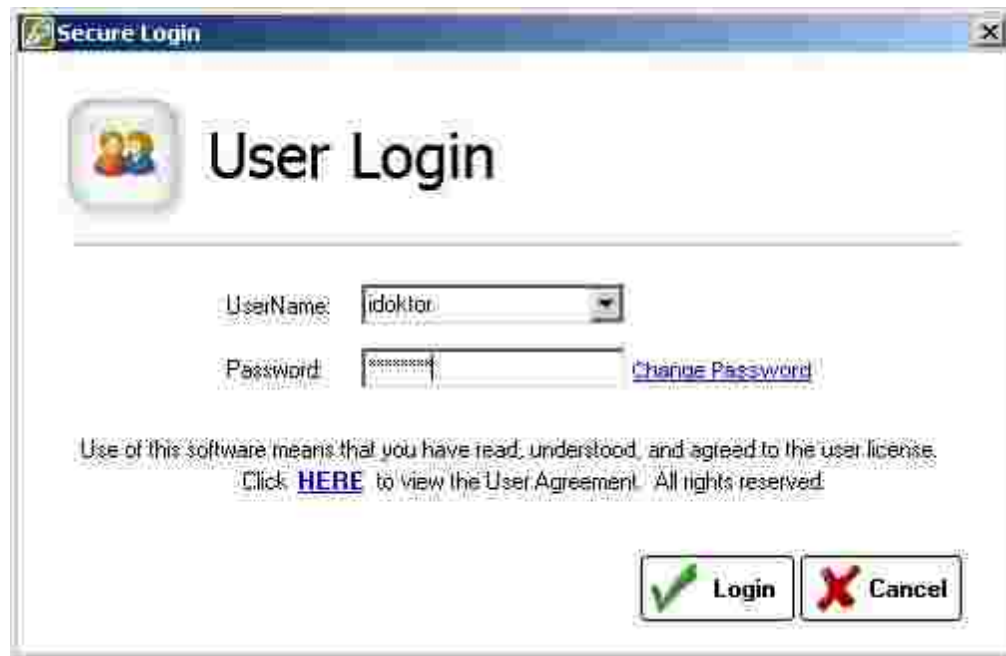 Secure Login
User Login
UserName: idoktor
Password: ******** Change Password
Use of this software means that you have read, understood, and agreed to the user license.
Click HERE to view the User Agreement. All rights reserved.
Login Cancel